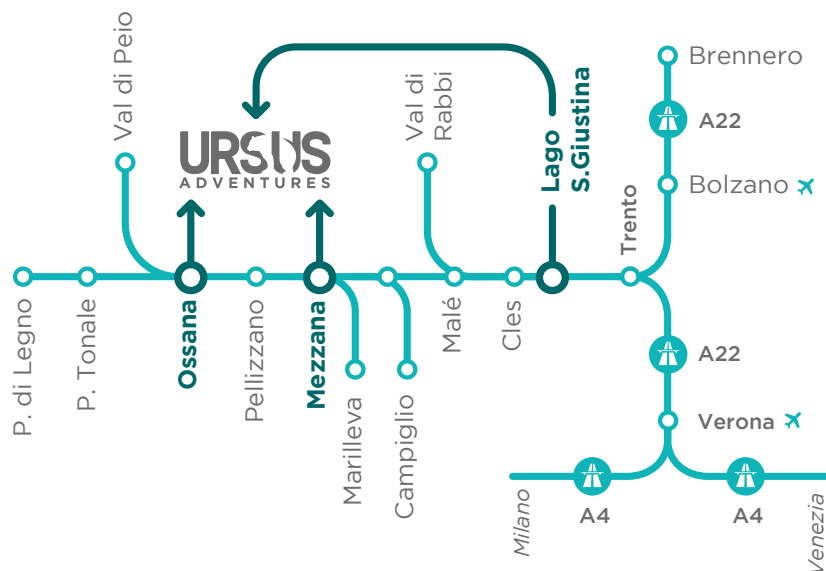 Val di Peio
URSUS
ADVENTURES
Val di
Rabbi
Lago
S.Giustina
Brennero
A22
Bolzano
Trento
P. di Legno
P. Tonale
Ossana
Pellizzano
Mezzana
Marilleva
Campiglio
Malé
Cles
A22
Verona
A4
A4
Milano
Venezia